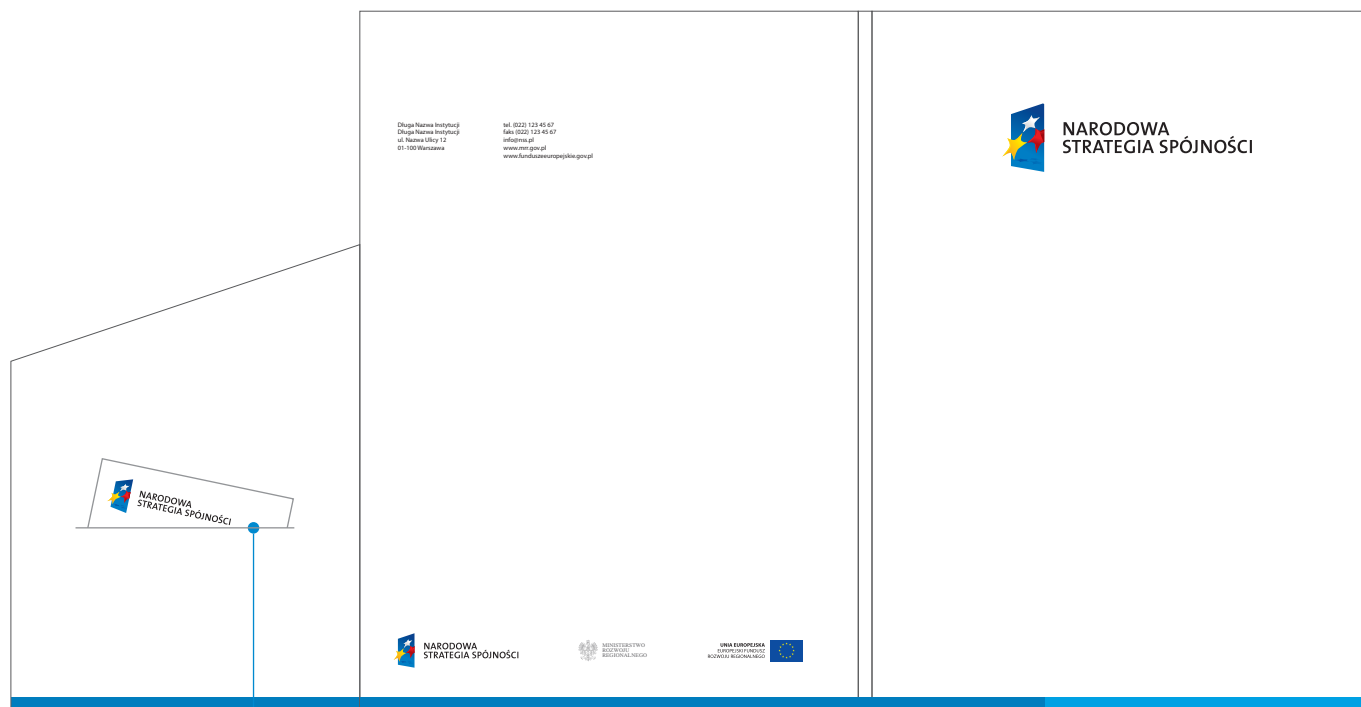 Długa Nazwa Instytucji
Długa Nazwa Instytucji
ul. Nazwa Ulicy 12
01-100 Warszawa
tel. (022) 123 45 67
faks (022) 123 45 67
info@nss.pl
www.mrr.gov.pl
www.funduszeeuropejskie.gov.pl
NARODOWA
STRATEGIA SPÓJNOŚCI
NARODOWA
STRATEGIA SPÓJNOŚCI
NARODOWA
STRATEGIA SPÓJNOŚCI
MINISTERSTWO
ROZWOJU
REGIONALNEGO
UNIA EUROPEJSKA
EUROPEJSKI FUNDUSZ
ROZWOJU REGIONALNEGO